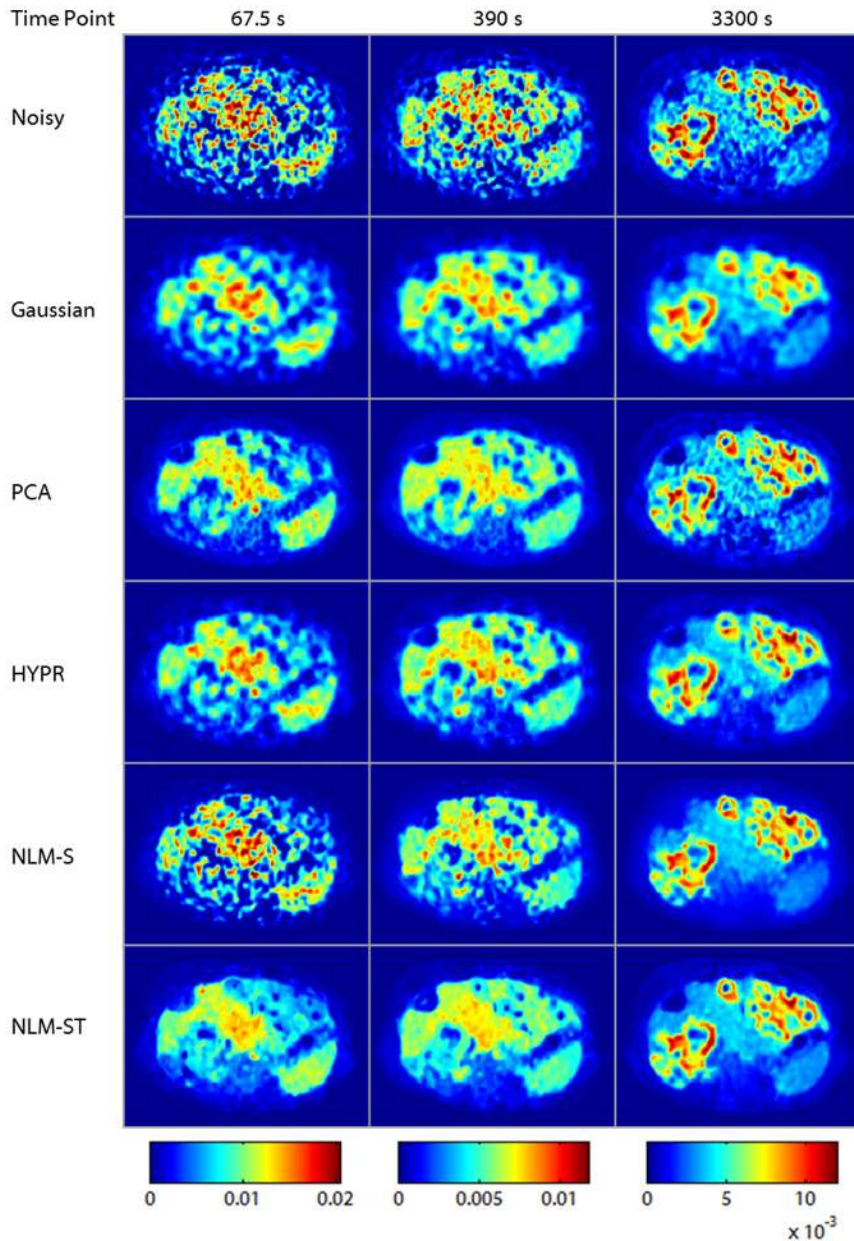 Time Point 67.5 s 390 s 3300 s
Noisy
Gaussian
PCA
HYPR
NLM-S
NLM-ST
0 0.01 0.02 0 0.005 0.01 0 5 10
x 10-3